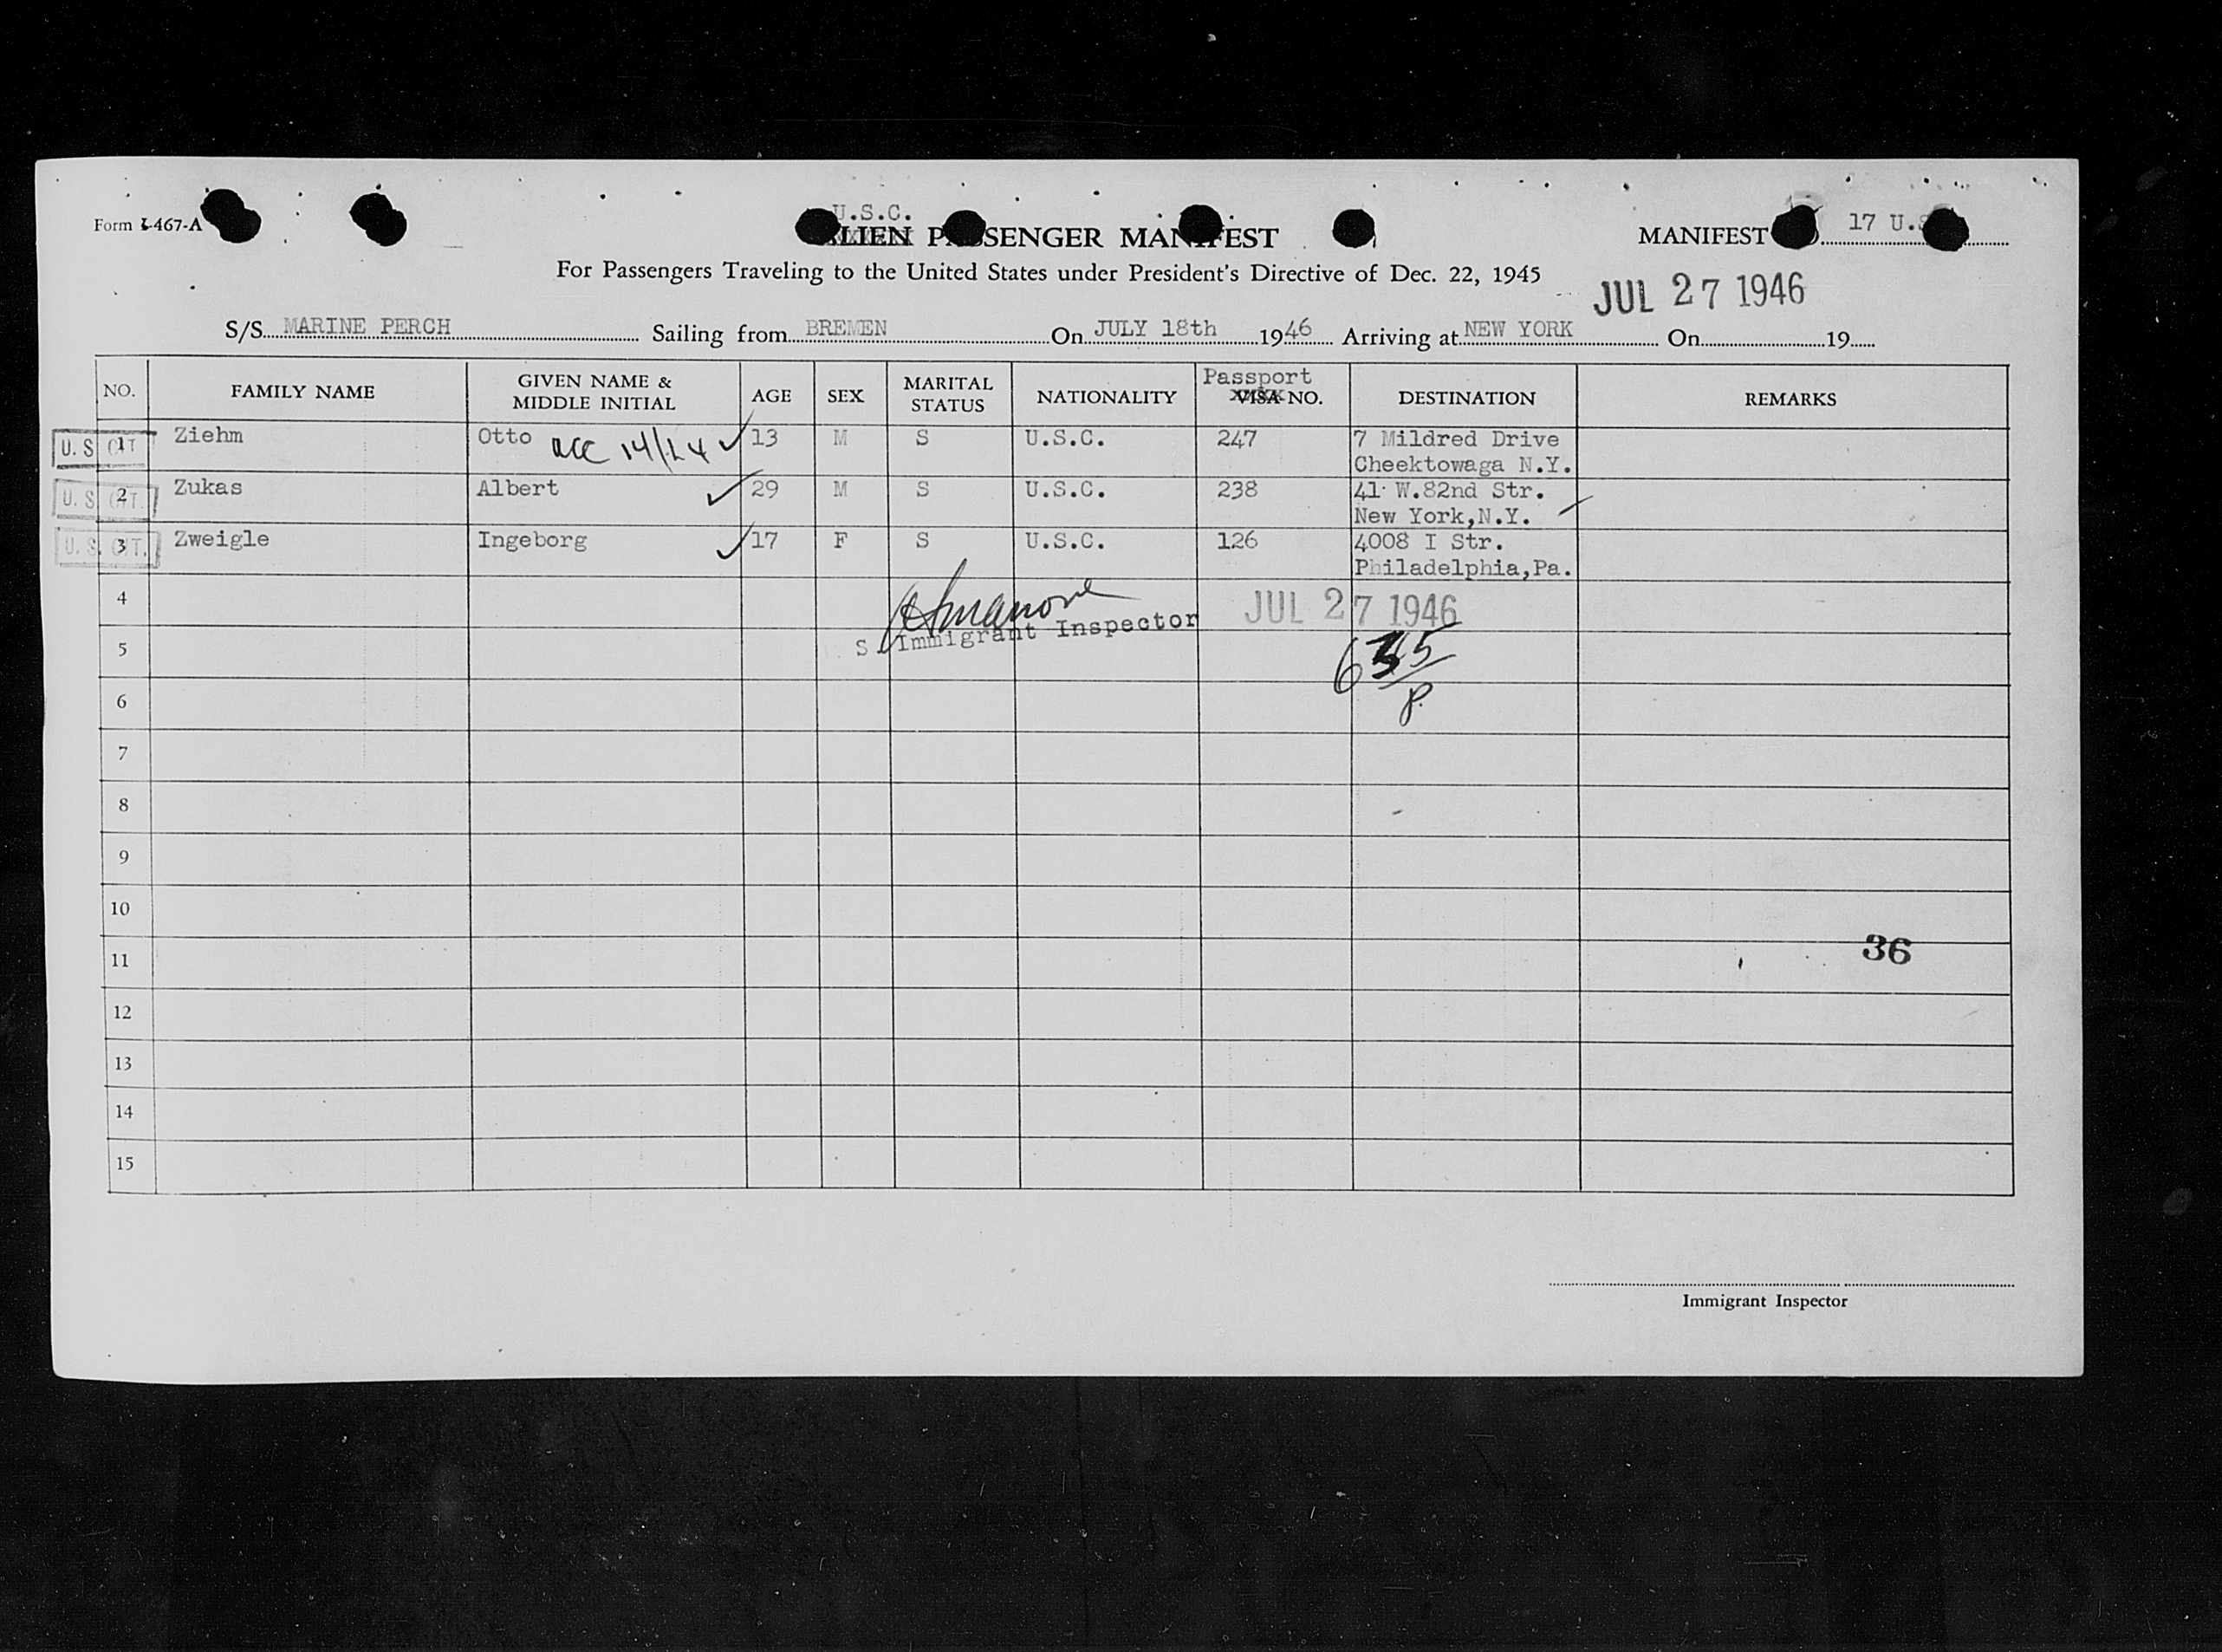 Form I-467-A
U.S.C.
ALIEN PASSENGER MANIFEST
MANIFEST 17 U.S.
For Passengers Traveling to the United States under President's Directive of Dec. 22, 1945
JUL 27 1946
S/S MARINE PERCH Sailing from BREMEN On JULY 18th 1946 Arriving at NEW YORK On 19
NO. FAMILY NAME GIVEN NAME & MIDDLE INITIAL AGE SEX MARITAL STATUS NATIONALITY Passport VISA NO. DESTINATION REMARKS
U.S. CIT. 1 Ziehm Otto 13 M S U.S.C. 247 7 Mildred Drive
Cheektowaga N.Y.
U.S. CIT. 2 Zukas Albert 29 M S U.S.C. 238 41 W.82nd Str.
New York,N.Y.
U.S. CIT. 3 Zweigle Ingeborg 17 F S U.S.C. 126 4008 I Str.
Philadelphia,Pa.
4 JUL 27 1946
5 S Immigrant Inspector
6
7
8
9
10
11 36
12
13
14
15
Immigrant Inspector